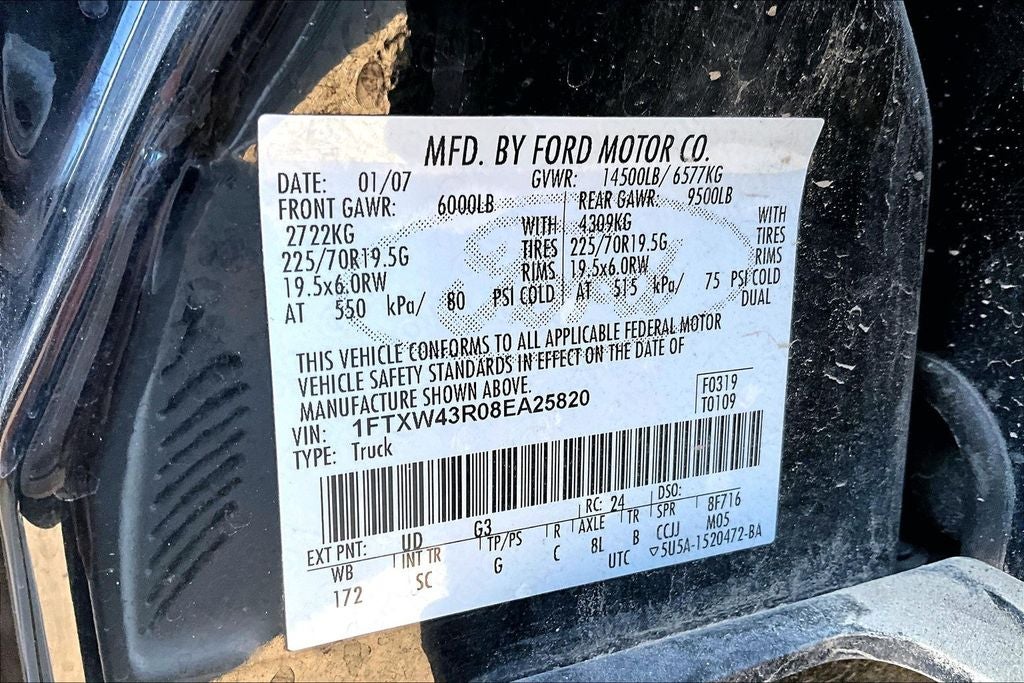 MFD. BY FORD MOTOR CO.
DATE: 01/07 GVWR: 14500LB/ 6577KG
FRONT GAWR: 6000LB REAR GAWR: 9500LB
2722KG WITH 4309KG WITH
225/70R19.5G TIRES 225/70R19.5G TIRES
19.5x6.0RW RIMS 19.5x6.0RW RIMS
AT 550 kPa/ 80 PSI COLD AT 515 kPa/ 75 PSI COLD
DUAL
THIS VEHICLE CONFORMS TO ALL APPLICABLE FEDERAL MOTOR
VEHICLE SAFETY STANDARDS IN EFFECT ON THE DATE OF
MANUFACTURE SHOWN ABOVE.
F0319
VIN: 1FTXW43R08EA25820 T0109
TYPE: Truck
EXT PNT: UD G3 RC: 24 DSO:
WB INT TR TP/PS R AXLE TR SPR 8F716
172 SC G C 8L B CCJJ M05
UTC ▽5U5A-1520472-BA